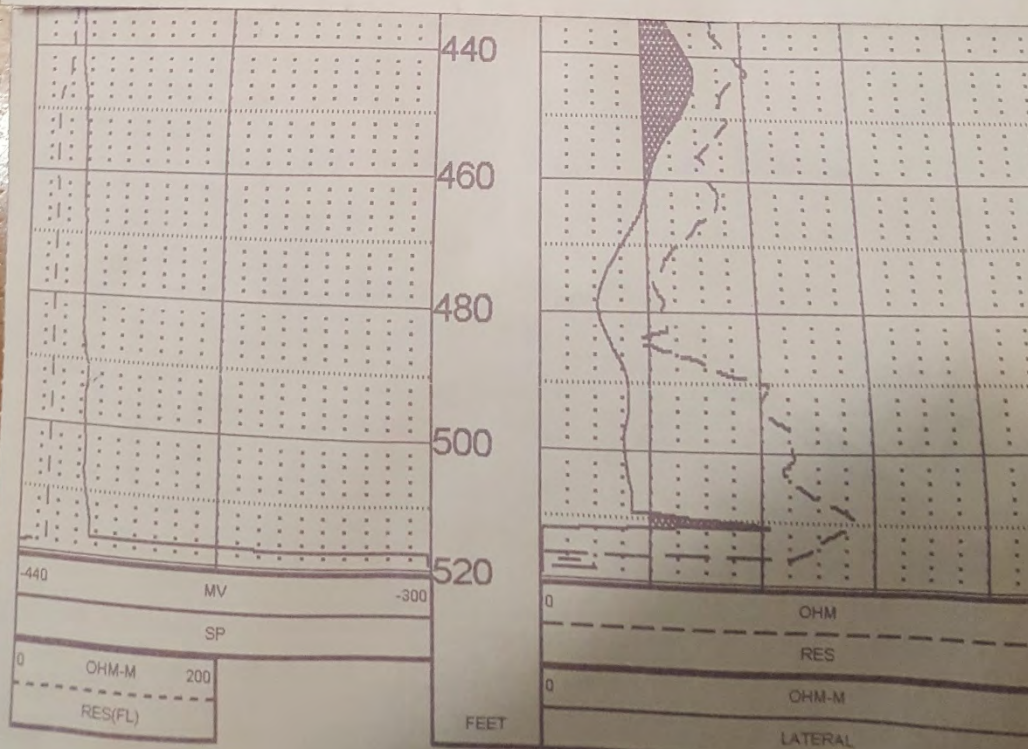 440
460
480
500
520
-440 MV -300
SP
0 OHM-M 200
RES(FL)
FEET
0 OHM
RES
0 OHM-M
LATERAL